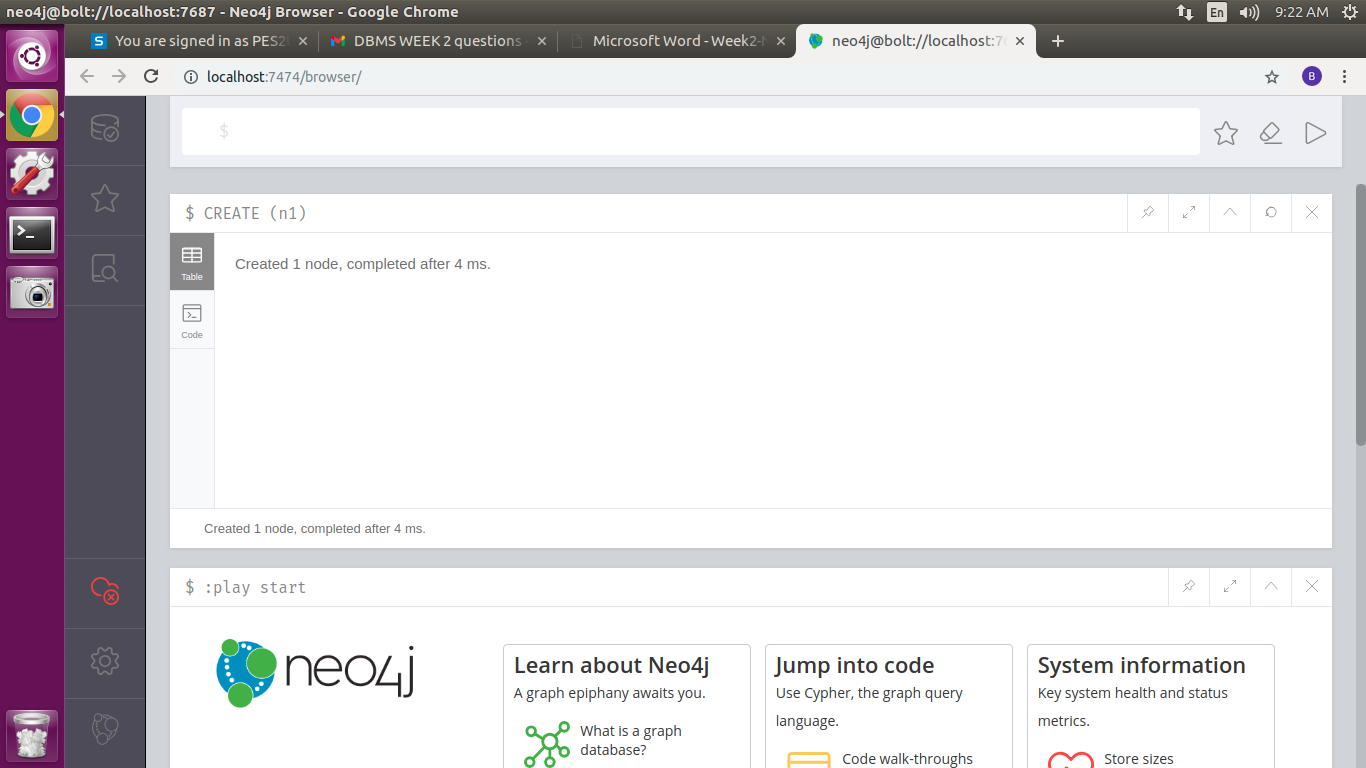 neo4j@bolt://localhost:7687 - Neo4j Browser - Google Chrome
En
9:22 AM
You are signed in as PES2
DBMS WEEK 2 questions
Microsoft Word - Week2-
neo4j@bolt://localhost:7
localhost:7474/browser/
B
$
$ CREATE (n1)
Table
Created 1 node, completed after 4 ms.
Code
Created 1 node, completed after 4 ms.
$ :play start
neo4j
Learn about Neo4j
A graph epiphany awaits you.
What is a graph
database?
Jump into code
Use Cypher, the graph query
language.
Code walk-throughs
System information
Key system health and status
metrics.
Store sizes